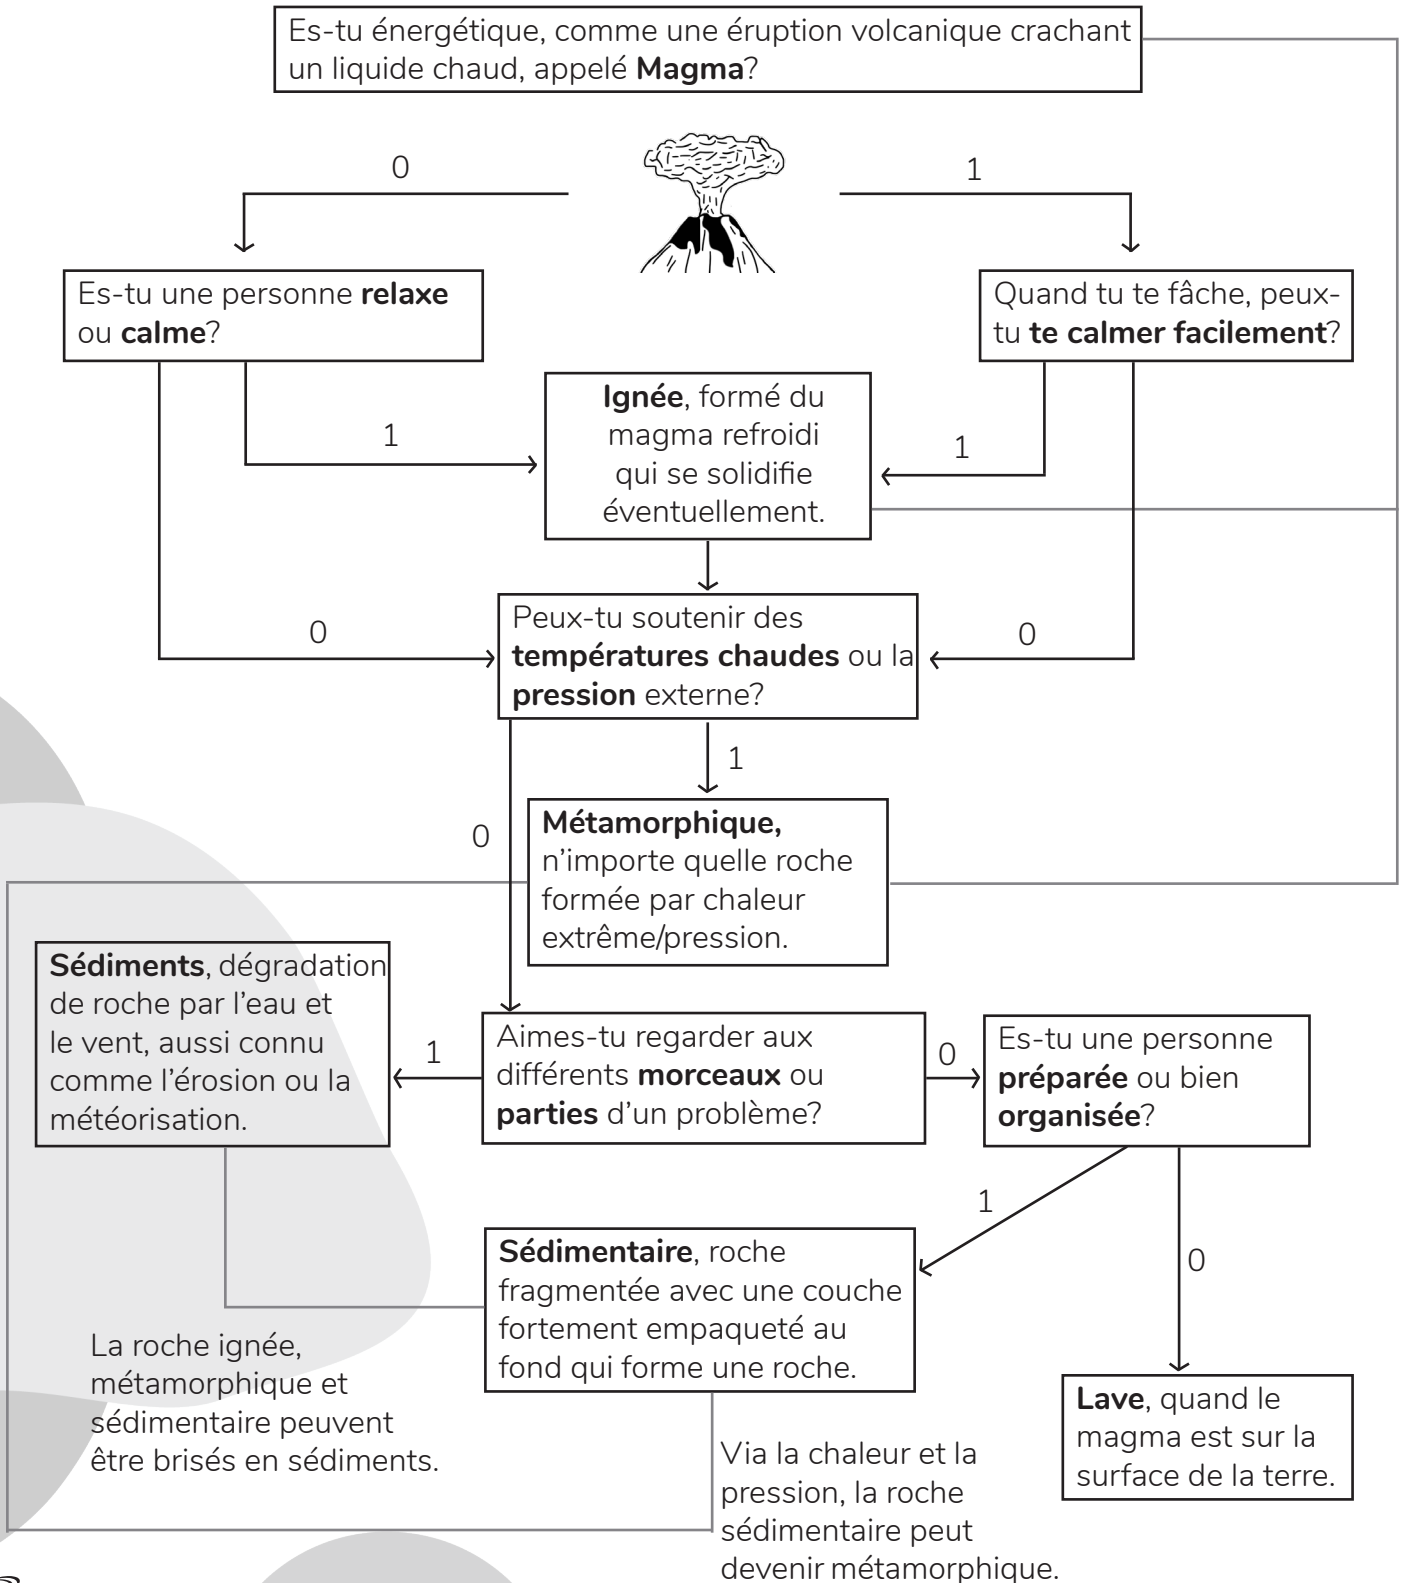 Es-tu énergétique, comme une éruption volcanique crachant
un liquide chaud, appelé Magma?
0
1
Es-tu une personne relaxe
ou calme?
Quand tu te fâche, peux-
tu te calmer facilement?
Ignée, formé du
magma refroidi
qui se solidifie
éventuellement.
1
1
0
0
Peux-tu soutenir des
températures chaudes ou la
pression externe?
1
0
Métamorphique,
n'importe quelle roche
formée par chaleur
extrême/pression.
Sédiments, dégradation
de roche par l'eau et
le vent, aussi connu
comme l'érosion ou la
météorisation.
1
Aimes-tu regarder aux
différents morceaux ou
parties d'un problème?
0
Es-tu une personne
préparée ou bien
organisée?
1
0
Sédimentaire, roche
fragmentée avec une couche
fortement empaqueté au
fond qui forme une roche.
La roche ignée,
métamorphique et
sédimentaire peuvent
être brisés en sédiments.
Lave, quand le
magma est sur la
surface de la terre.
Via la chaleur et la
pression, la roche
sédimentaire peut
devenir métamorphique.